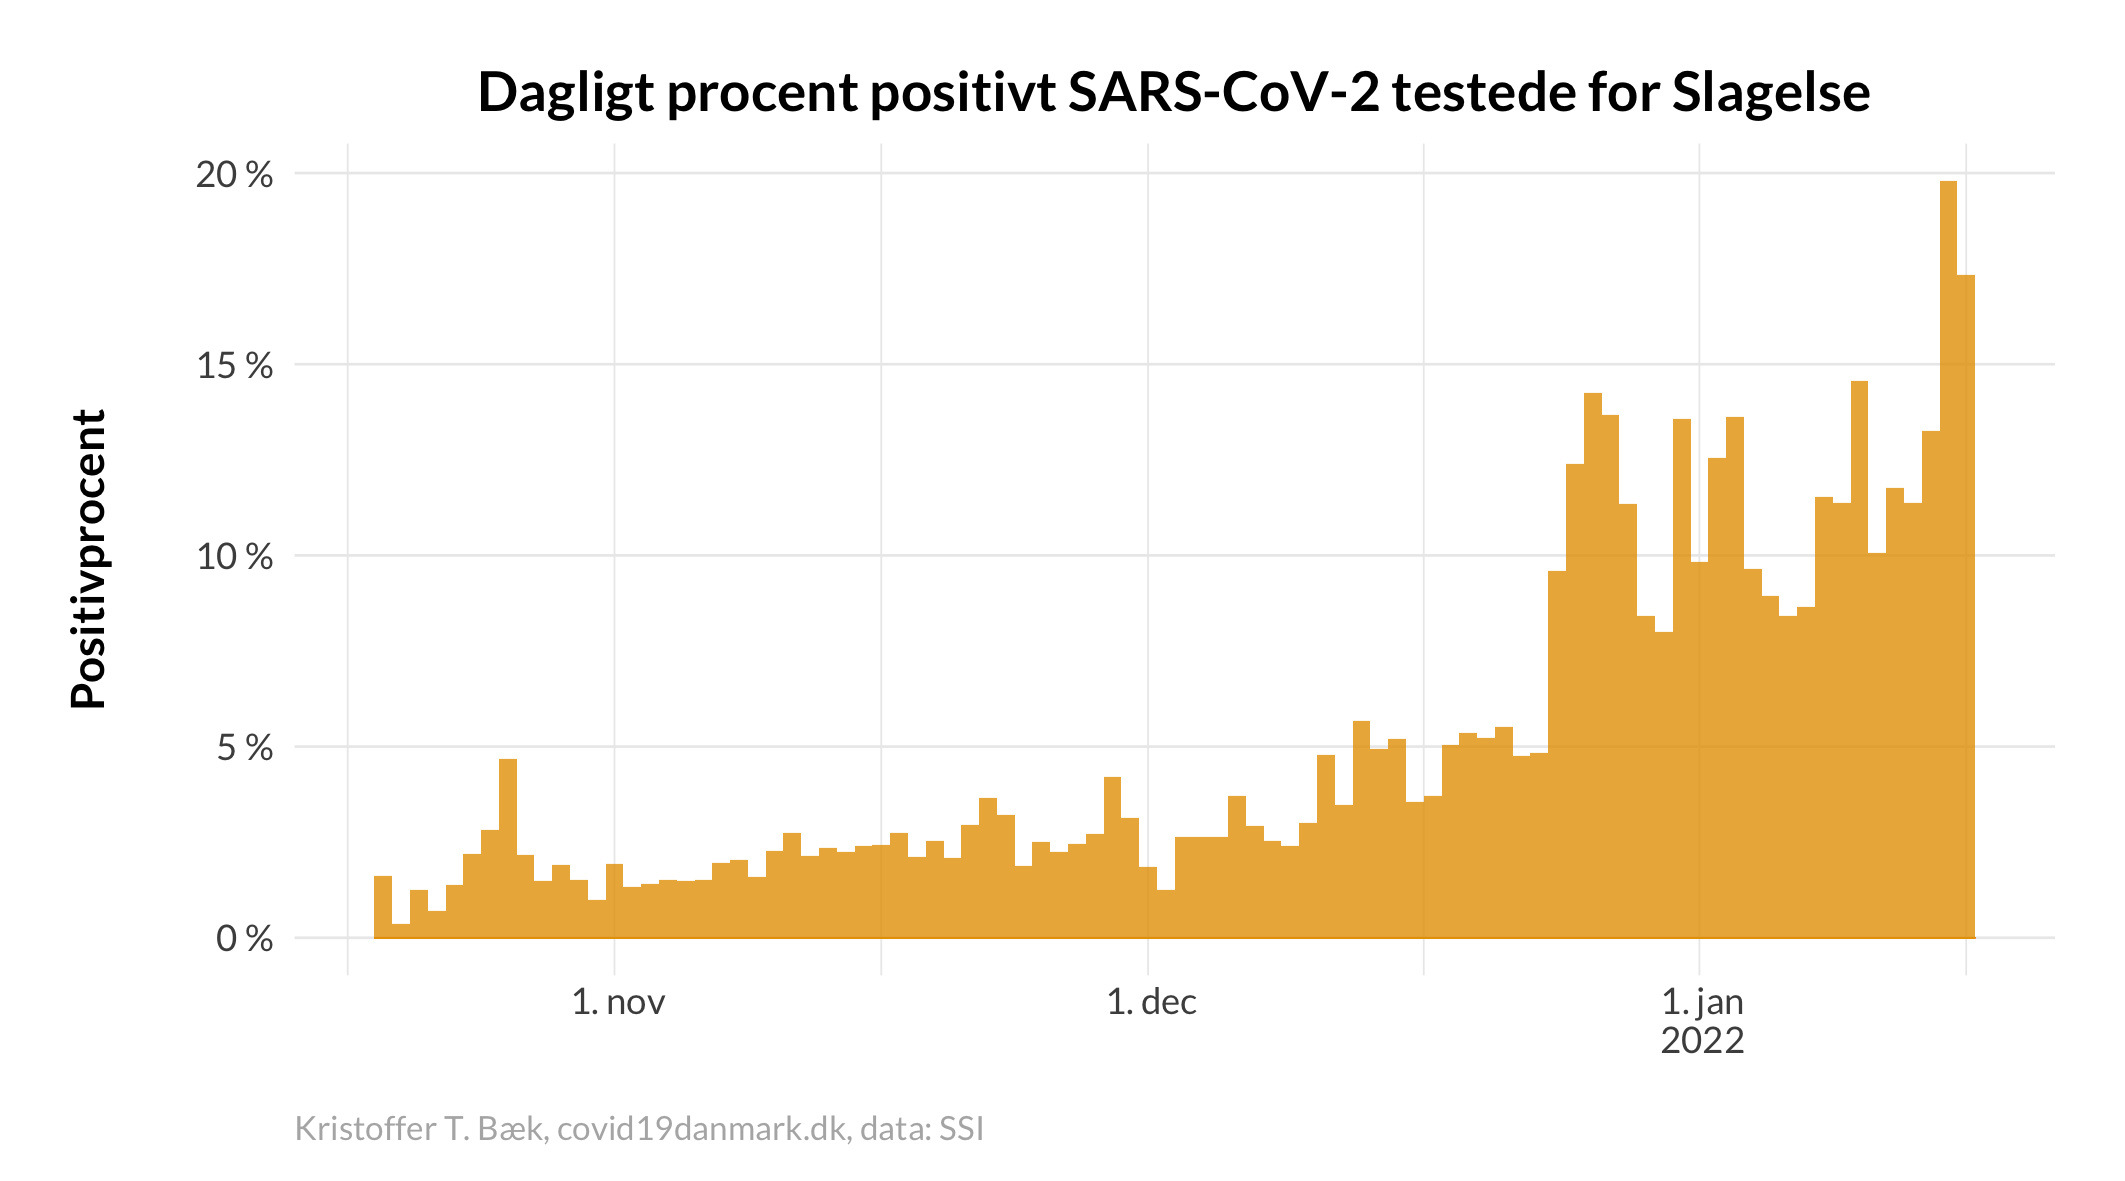 Dagligt procent positivt SARS-CoV-2 testede for Slagelse
Positivprocent
20 %
15 %
10 %
5 %
0 %
1. nov
1. dec
1. jan
2022
Kristoffer T. Bæk, covid19danmark.dk, data: SSI